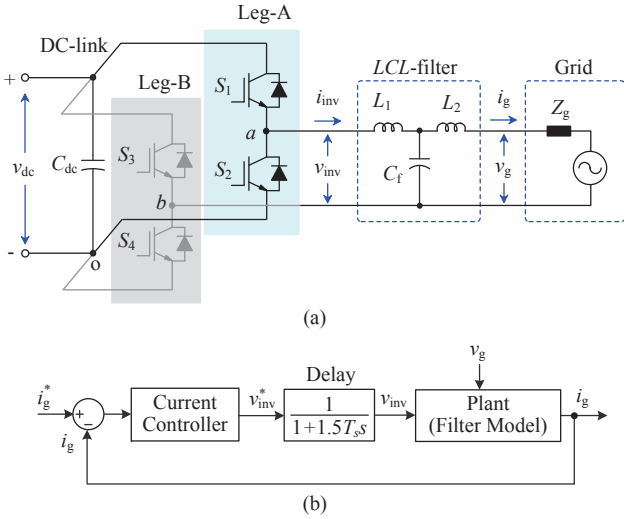 Leg-A
DC-link
Leg-B
LCL-filter
Grid
+
S1
iinv
L1
L2
ig
Zg
a
vdc
Cdc
S3
S2
vinv
Cf
vg
b
S4
-
o
(a)
vg
Delay
i*g
+
−
Current
Controller
v*inv
1
1+1.5Tss
vinv
Plant
(Filter Model)
ig
ig
(b)